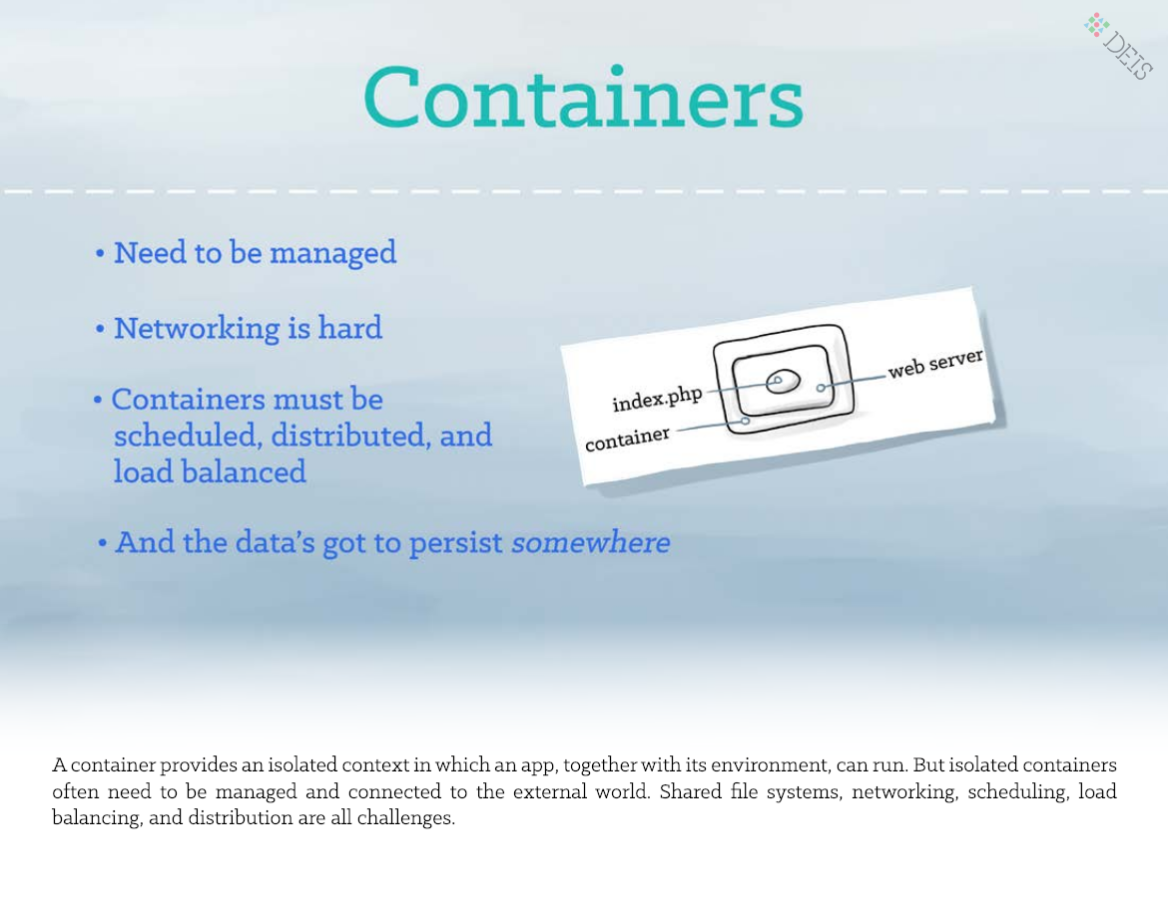 DEIS
Containers
• Need to be managed
• Networking is hard
• Containers must be
scheduled, distributed, and
load balanced
index.php
web server
container
• And the data’s got to persist somewhere
A container provides an isolated context in which an app, together with its environment, can run. But isolated containers
often need to be managed and connected to the external world. Shared file systems, networking, scheduling, load
balancing, and distribution are all challenges.